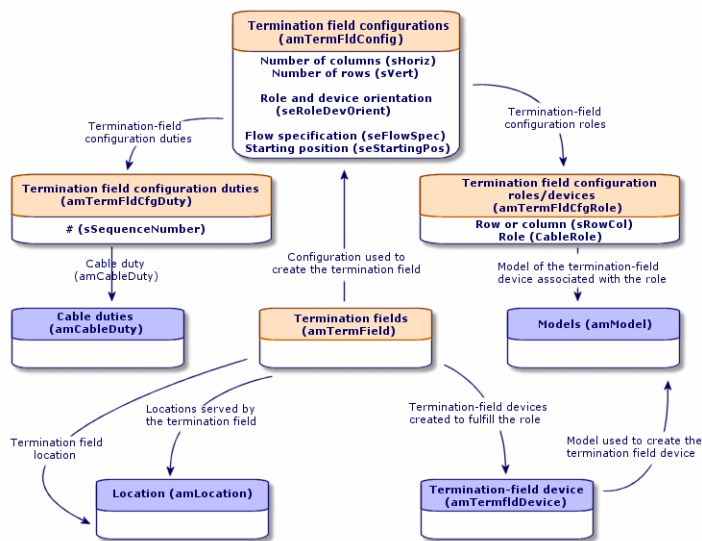 Termination field configurations
(amTermFldConfig)
Number of columns (sHoriz)
Number of rows (sVert)
Role and device orientation
(seRoleDevOrient)
Flow specification (seFlowSpec)
Starting position (seStartingPos)
Termination-field
configuration duties
Termination-field
configuration roles
Termination field configuration duties
(amTermFldCfgDuty)
# (sSequenceNumber)
Termination field configuration
roles/devices
(amTermFldCfgRole)
Row or column (sRowCol)
Role (CableRole)
Cable duty
(amCableDuty)
Configuration used to
create the termination field
Model of the termination-field
device associated with the role
Cable duties
(amCableDuty)
Termination fields
(amTermField)
Models (amModel)
Termination field
location
Locations served by
the termination field
Termination-field devices
created to fulfill the role
Model used to create the
termination field device
Location (amLocation)
Termination-field device
(amTermfldDevice)